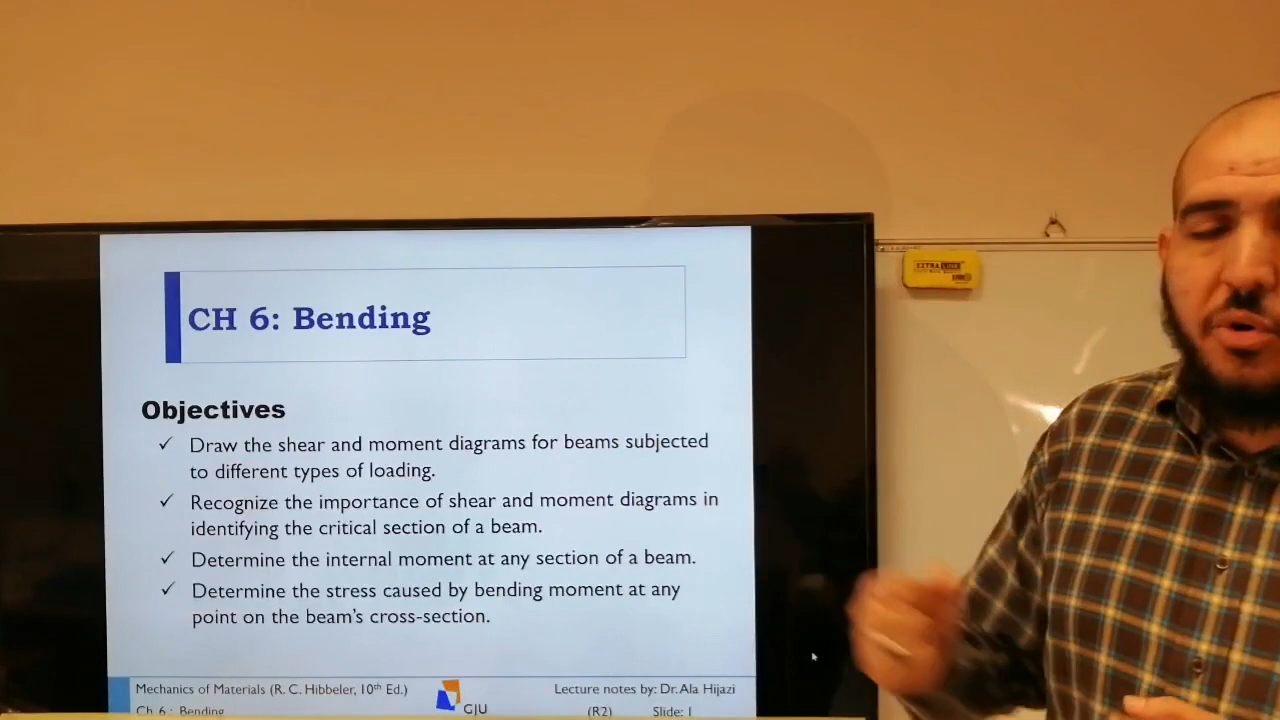 CH 6: Bending
Objectives
✓ Draw the shear and moment diagrams for beams subjected
to different types of loading.
✓ Recognize the importance of shear and moment diagrams in
identifying the critical section of a beam.
✓ Determine the internal moment at any section of a beam.
✓ Determine the stress caused by bending moment at any
point on the beam's cross-section.
Mechanics of Materials (R. C. Hibbeler, 10th Ed.)
Ch 6 : Bending
GJU
Lecture notes by: Dr. Ala Hijazi
(R2) Slide: 1
EXTRA LINE